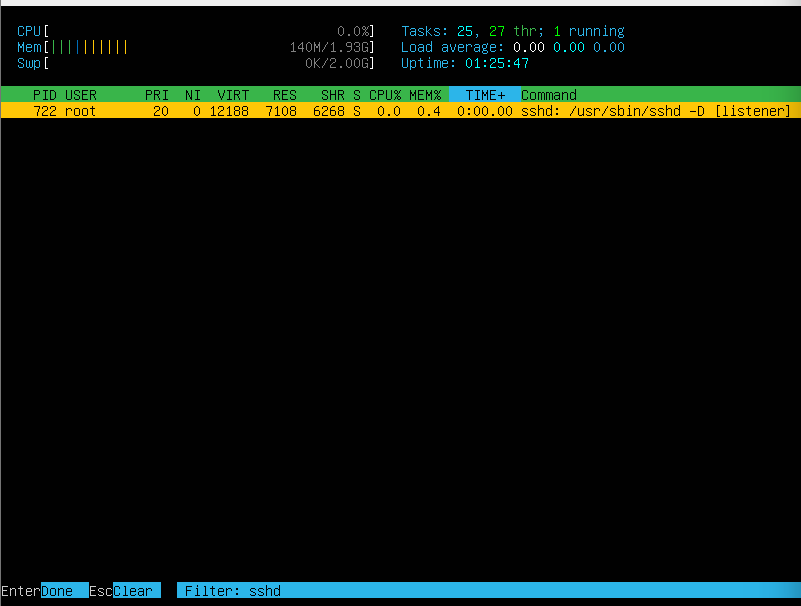 CPU[ 0.0%] Tasks: 25, 27 thr; 1 running
Mem[|||||||||| 140M/1.93G] Load average: 0.00 0.00 0.00
Swp[ 0K/2.00G] Uptime: 01:25:47
PID USER PRI NI VIRT RES SHR S CPU% MEM% TIME+ Command
722 root 20 0 12188 7108 6268 S 0.0 0.4 0:00.00 sshd: /usr/sbin/sshd -D [listener]
EnterDone EscClear Filter: sshd